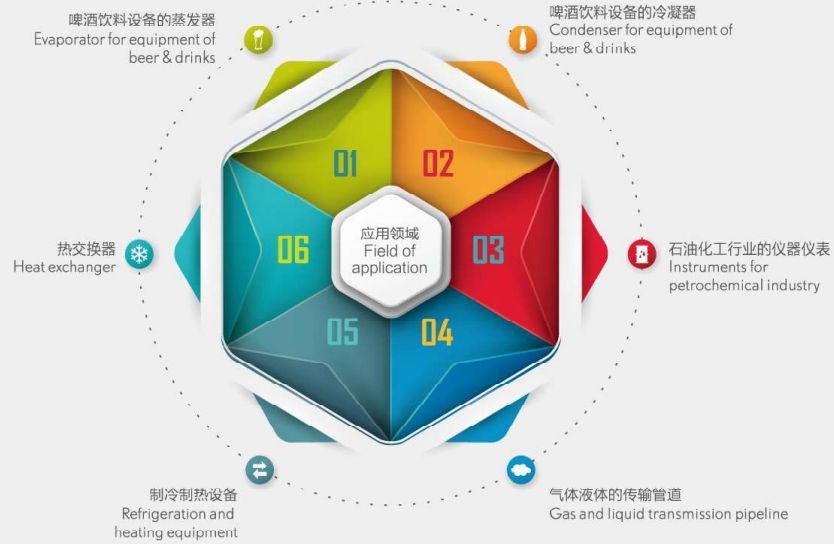 啤酒饮料设备的蒸发器
Evaporator for equipment of
beer & drinks
啤酒饮料设备的冷凝器
Condenser for equipment of
beer & drinks
01
02
热交换器
Heat exchanger
06
应用领域
Field of
application
03
石油化工行业的仪器仪表
Instruments for
petrochemical industry
05
04
制冷制热设备
Refrigeration and
heating equipment
气体液体的传输管道
Gas and liquid transmission pipeline